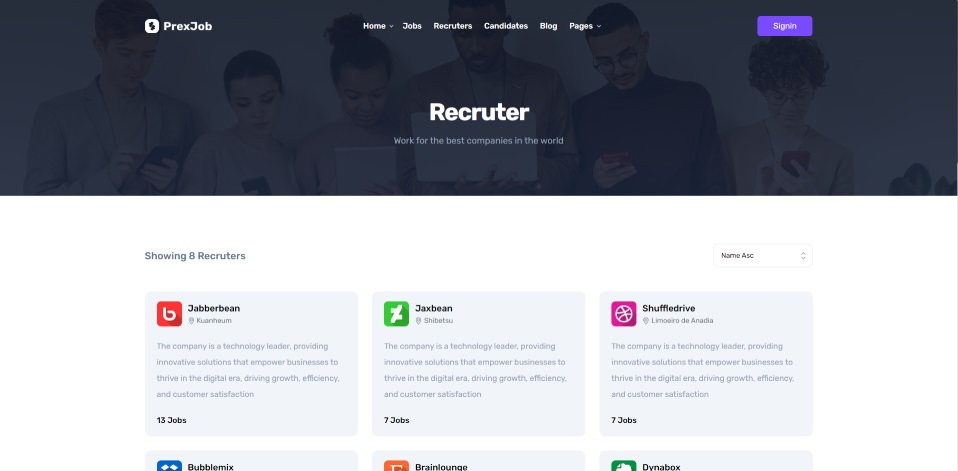 PrexJob
Home Jobs Recruters Candidates Blog Pages
Signin
Recruter
Work for the best companies in the world
Showing 8 Recruters
Name Asc
Jabberbean
Kuanheum
The company is a technology leader, providing
innovative solutions that empower businesses to
thrive in the digital era, driving growth, efficiency,
and customer satisfaction
13 Jobs
Jaxbean
Shibetsu
The company is a technology leader, providing
innovative solutions that empower businesses to
thrive in the digital era, driving growth, efficiency,
and customer satisfaction
7 Jobs
Shuffledrive
Limoeiro de Anadia
The company is a technology leader, providing
innovative solutions that empower businesses to
thrive in the digital era, driving growth, efficiency,
and customer satisfaction
7 Jobs
Bubblemix
Brainlounge
Dynabox